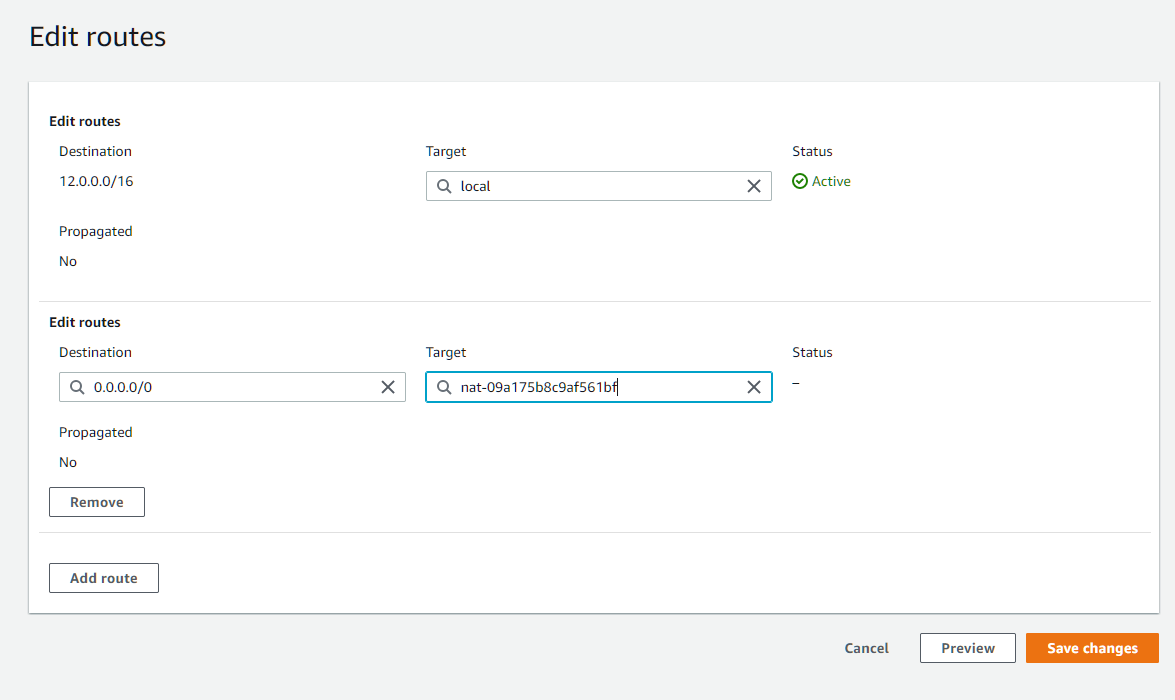 Edit routes
Edit routes
Destination
Target
Status
12.0.0.0/16
local
Active
Propagated
No
Edit routes
Destination
Target
Status
0.0.0.0/0
nat-09a175b8c9af561bf
–
Propagated
No
Remove
Add route
Cancel
Preview
Save changes